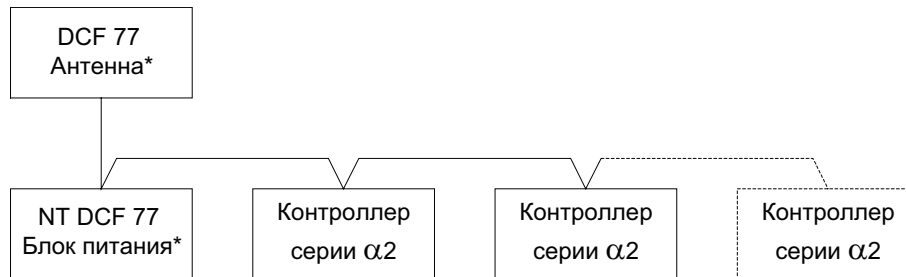 DCF 77
Антенна*
NT DCF 77
Блок питания*
Контроллер
серии α2
Контроллер
серии α2
Контроллер
серии α2